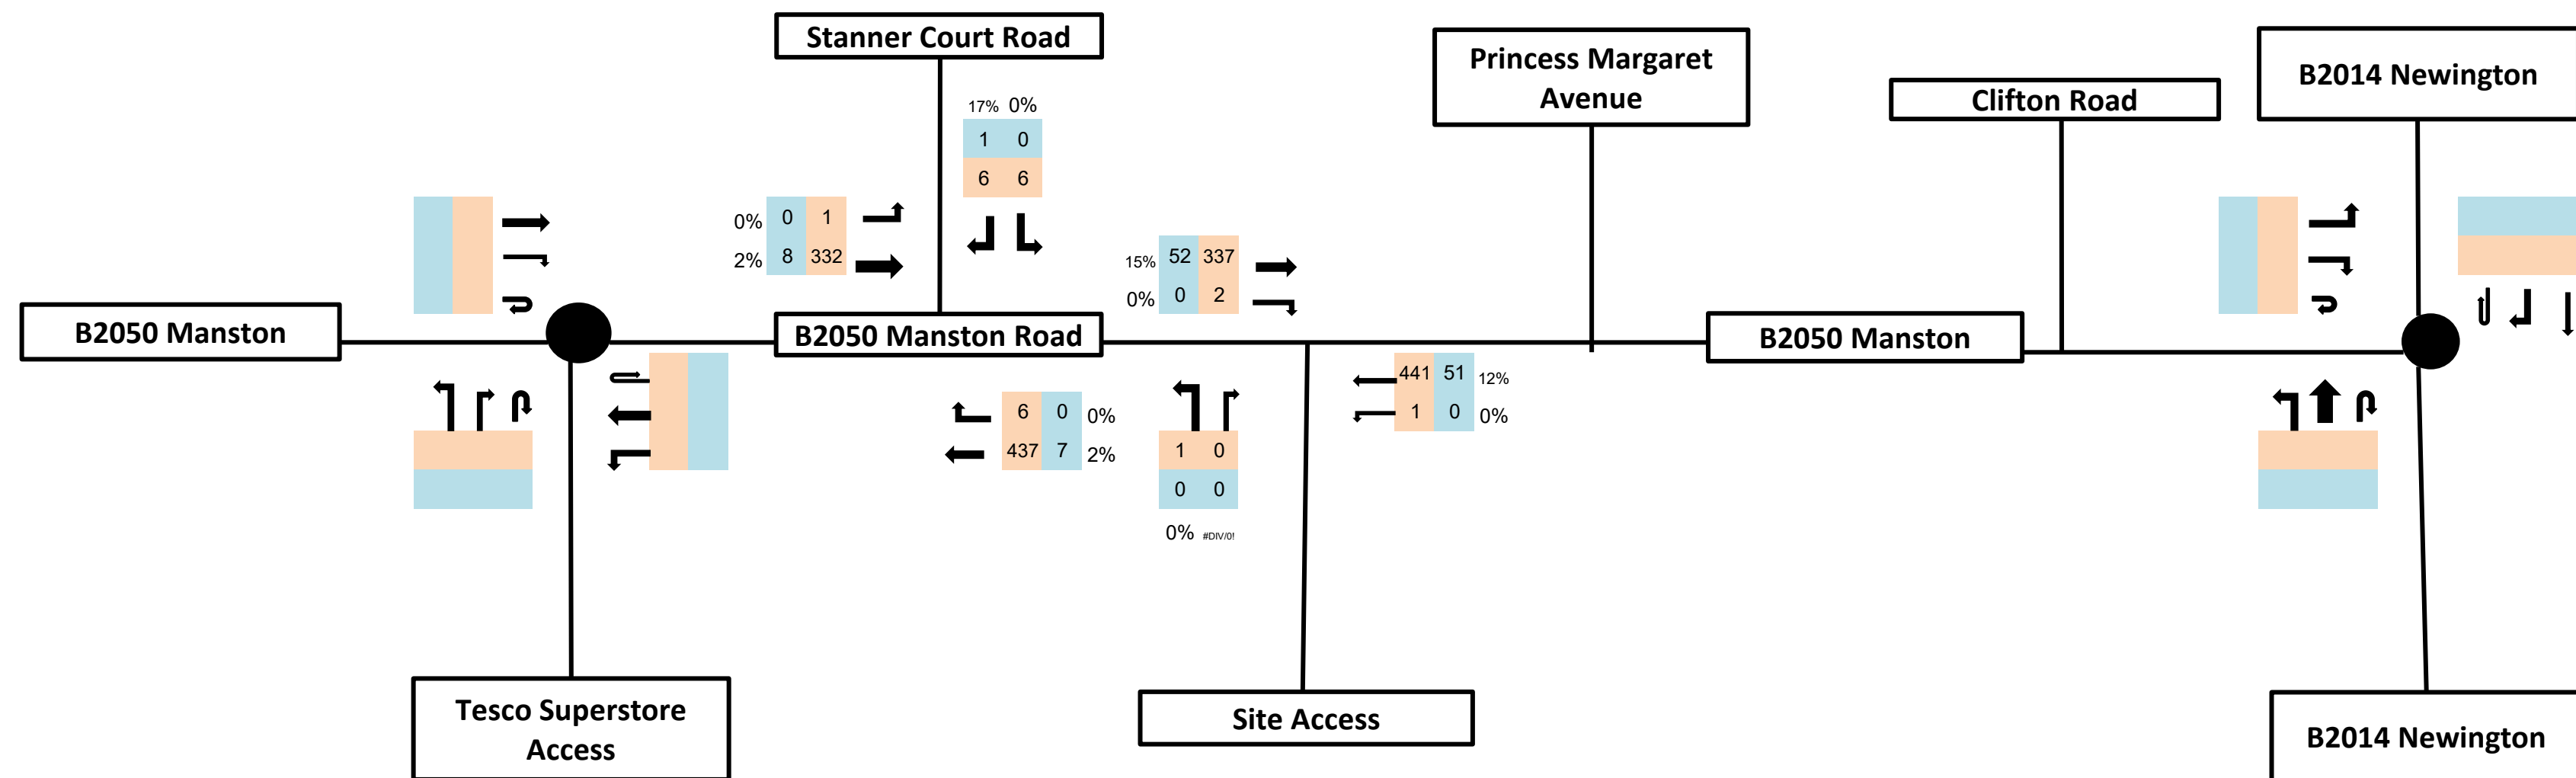 Stanner Court Road
Princess Margaret
Avenue
B2014 Newington
Clifton Road
17% 0%
1 0
6 6
0% 0 1
2% 8 332
15% 52 337
0% 0 2
B2050 Manston
B2050 Manston Road
B2050 Manston
441 51 12%
1 0 0%
6 0 0%
437 7 2%
1 0
0 0
0% #DIV/0!
Tesco Superstore
Access
Site Access
B2014 Newington